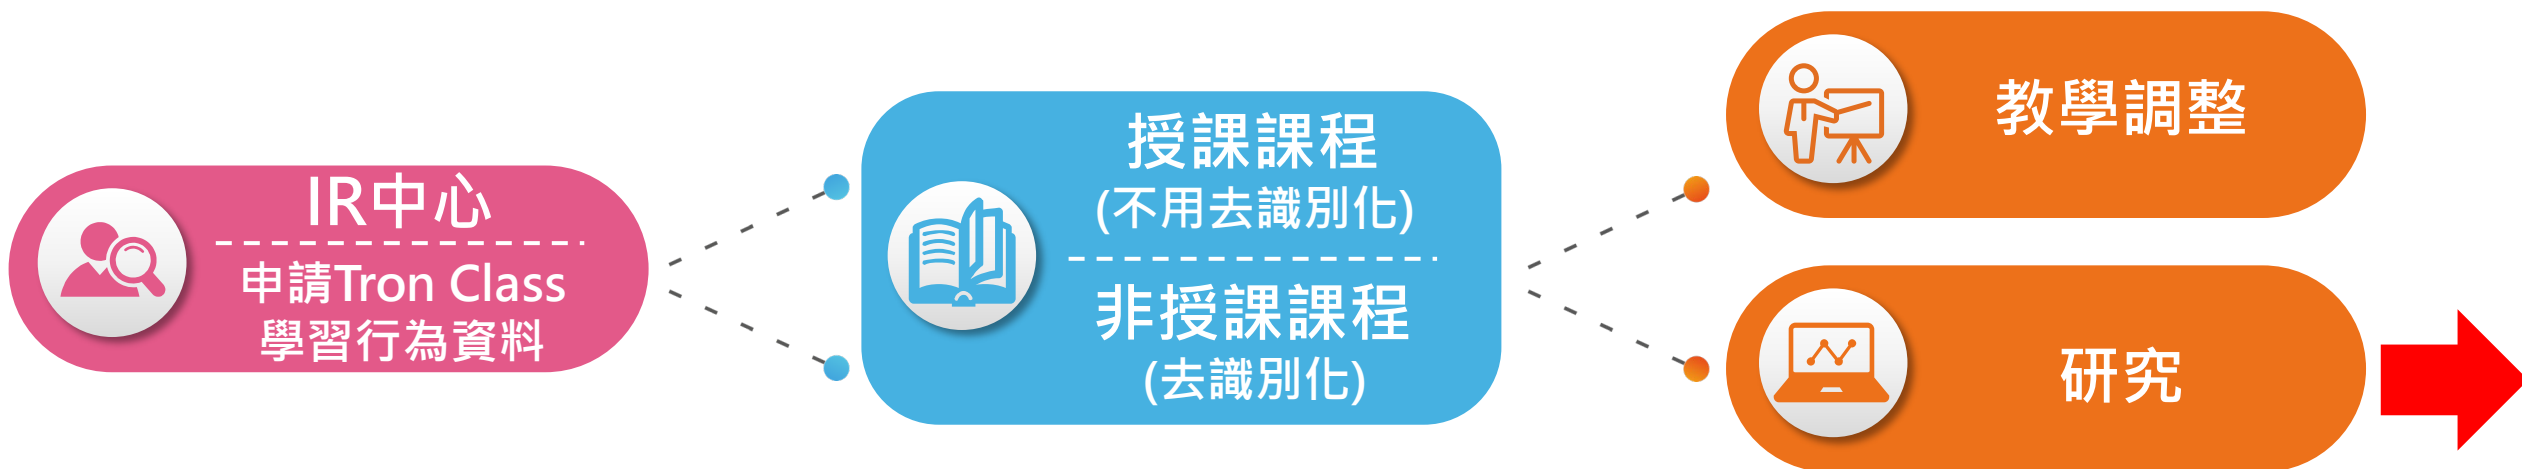 IR中心
申請Tron Class
學習行為資料
授課課程
(不用去識別化)
非授課課程
(去識別化)
教學調整
研究